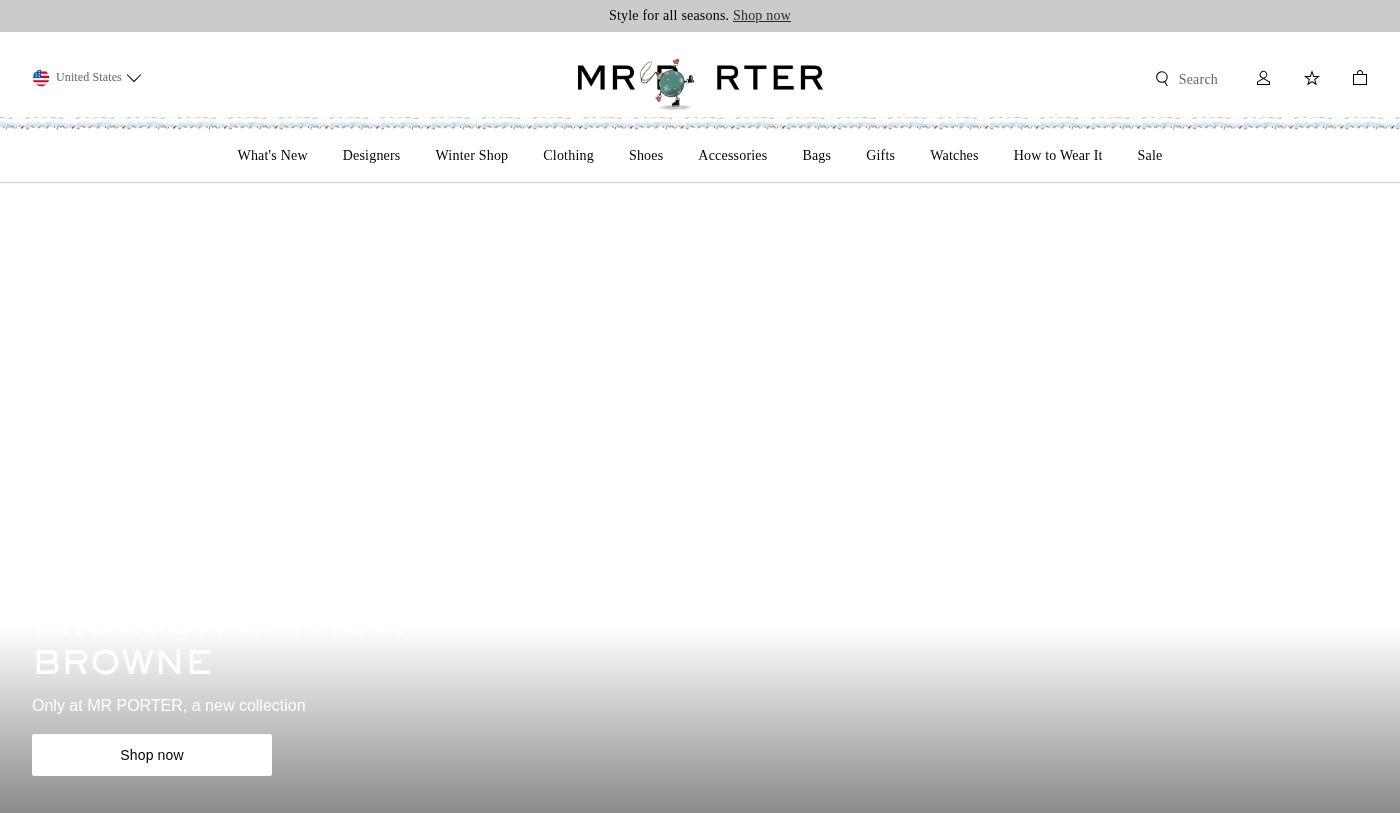 Style for all seasons. Shop now
United States
MR P RTER
Search
What's New
Designers
Winter Shop
Clothing
Shoes
Accessories
Bags
Gifts
Watches
How to Wear It
Sale
BROWNE
Only at MR PORTER, a new collection
Shop now